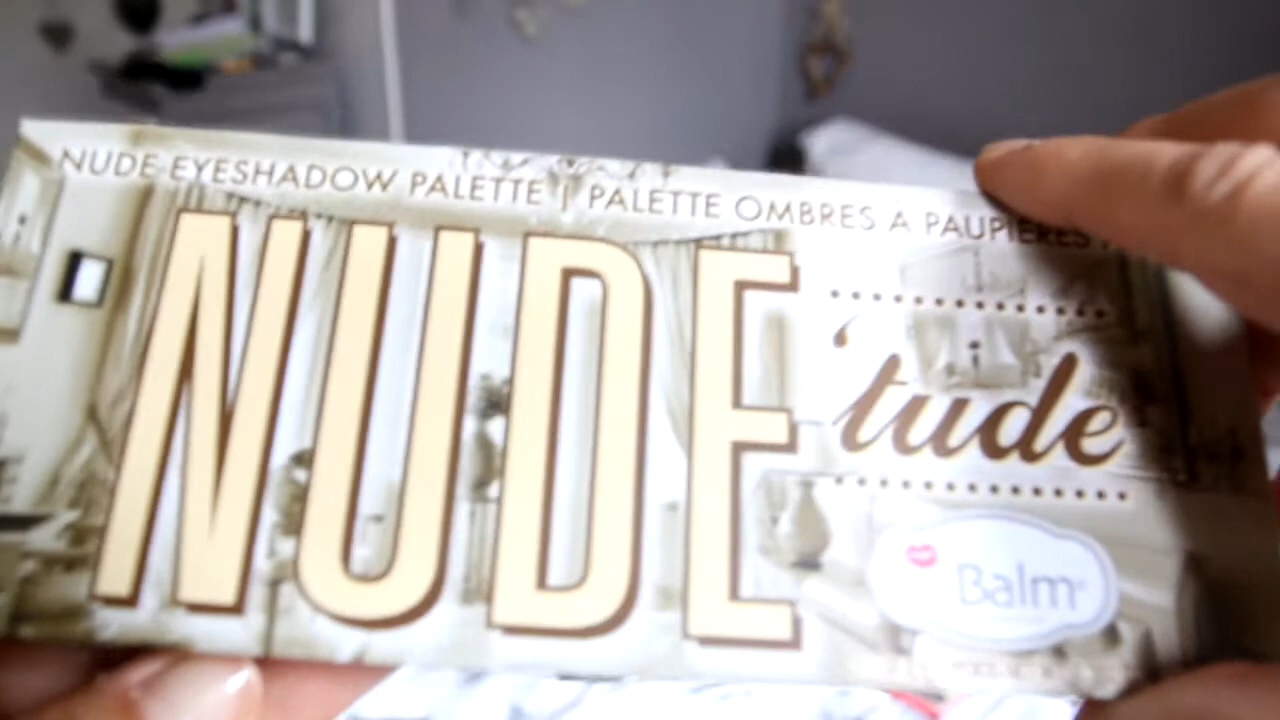 NUDE EYESHADOW PALETTE | PALETTE OMBRES A PAUPIERES
NUDE
'tude
Balm®